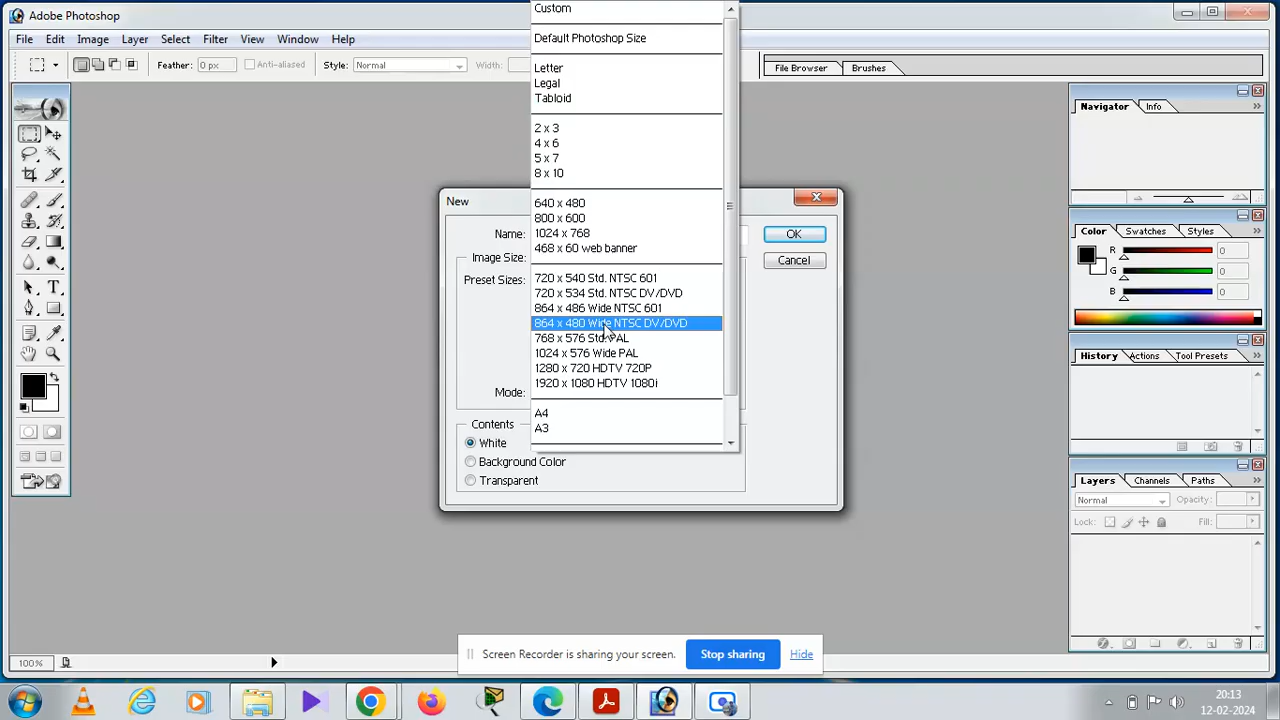 Adobe Photoshop
File Edit Image Layer Select Filter View Window Help
Feather: 0 px Anti-aliased Style: Normal Width: File Browser Brushes
Custom
Default Photoshop Size
Letter
Legal
Tabloid
2 x 3
4 x 6
5 x 7
8 x 10
640 x 480
800 x 600
1024 x 768
468 x 60 web banner
720 x 540 Std. NTSC 601
720 x 534 Std. NTSC DV/DVD
864 x 486 Wide NTSC 601
864 x 480 Wide NTSC DV/DVD
768 x 576 Std. PAL
1024 x 576 Wide PAL
1280 x 720 HDTV 720P
1920 x 1080 HDTV 1080i
A4
A3
New
Name:
Image Size:
Preset Sizes:
Mode:
OK
Cancel
Contents
White
Background Color
Transparent
Navigator Info
Color Swatches Styles
R 0
G 0
B 0
History Actions Tool Presets
Layers Channels Paths
Normal Opacity:
Lock: Fill:
Screen Recorder is sharing your screen. Stop sharing Hide
100%
20:13
12-02-2024